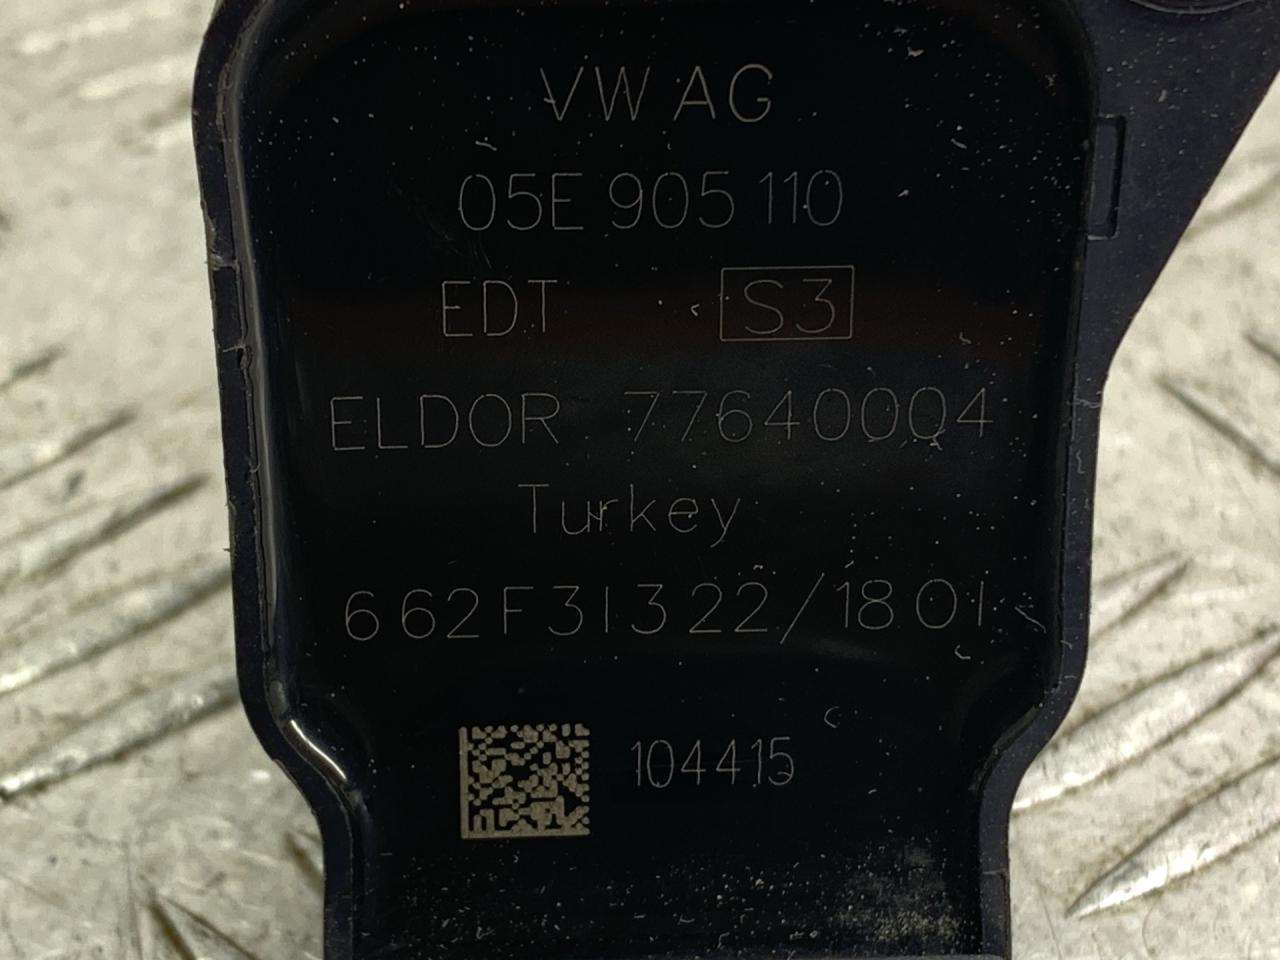 VW AG
05E 905 110
EDT S3
ELDOR 77640004
Turkey
662F31322/1801
104415